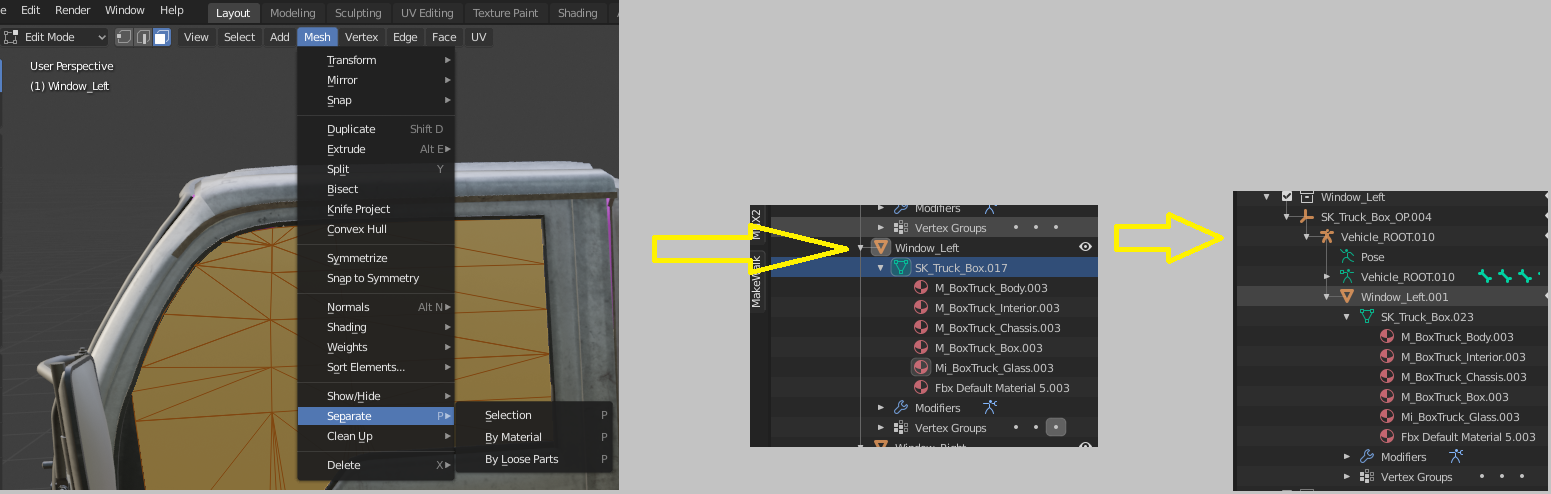 e Edit Render Window Help Layout Modeling Sculpting UV Editing Texture Paint Shading
Edit Mode View Select Add Mesh Vertex Edge Face UV
User Perspective
(1) Window_Left
Transform
Mirror
Snap
Duplicate Shift D
Extrude Alt E
Split Y
Bisect
Knife Project
Convex Hull
Symmetrize
Snap to Symmetry
Normals Alt N
Shading
Weights
Sort Elements...
Show/Hide
Separate P
Clean Up
Delete X
Selection P
By Material P
By Loose Parts P
MakeWalk
Modifiers
Vertex Groups
Window_Left
SK_Truck_Box.017
M_BoxTruck_Body.003
M_BoxTruck_Interior.003
M_BoxTruck_Chassis.003
M_BoxTruck_Box.003
Mi_BoxTruck_Glass.003
Fbx Default Material 5.003
Modifiers
Vertex Groups
Window_Right
Window_Left
SK_Truck_Box_OP.004
Vehicle_ROOT.010
Pose
Vehicle_ROOT.010
Window_Left.001
SK_Truck_Box.023
M_BoxTruck_Body.003
M_BoxTruck_Interior.003
M_BoxTruck_Chassis.003
M_BoxTruck_Box.003
Mi_BoxTruck_Glass.003
Fbx Default Material 5.003
Modifiers
Vertex Groups